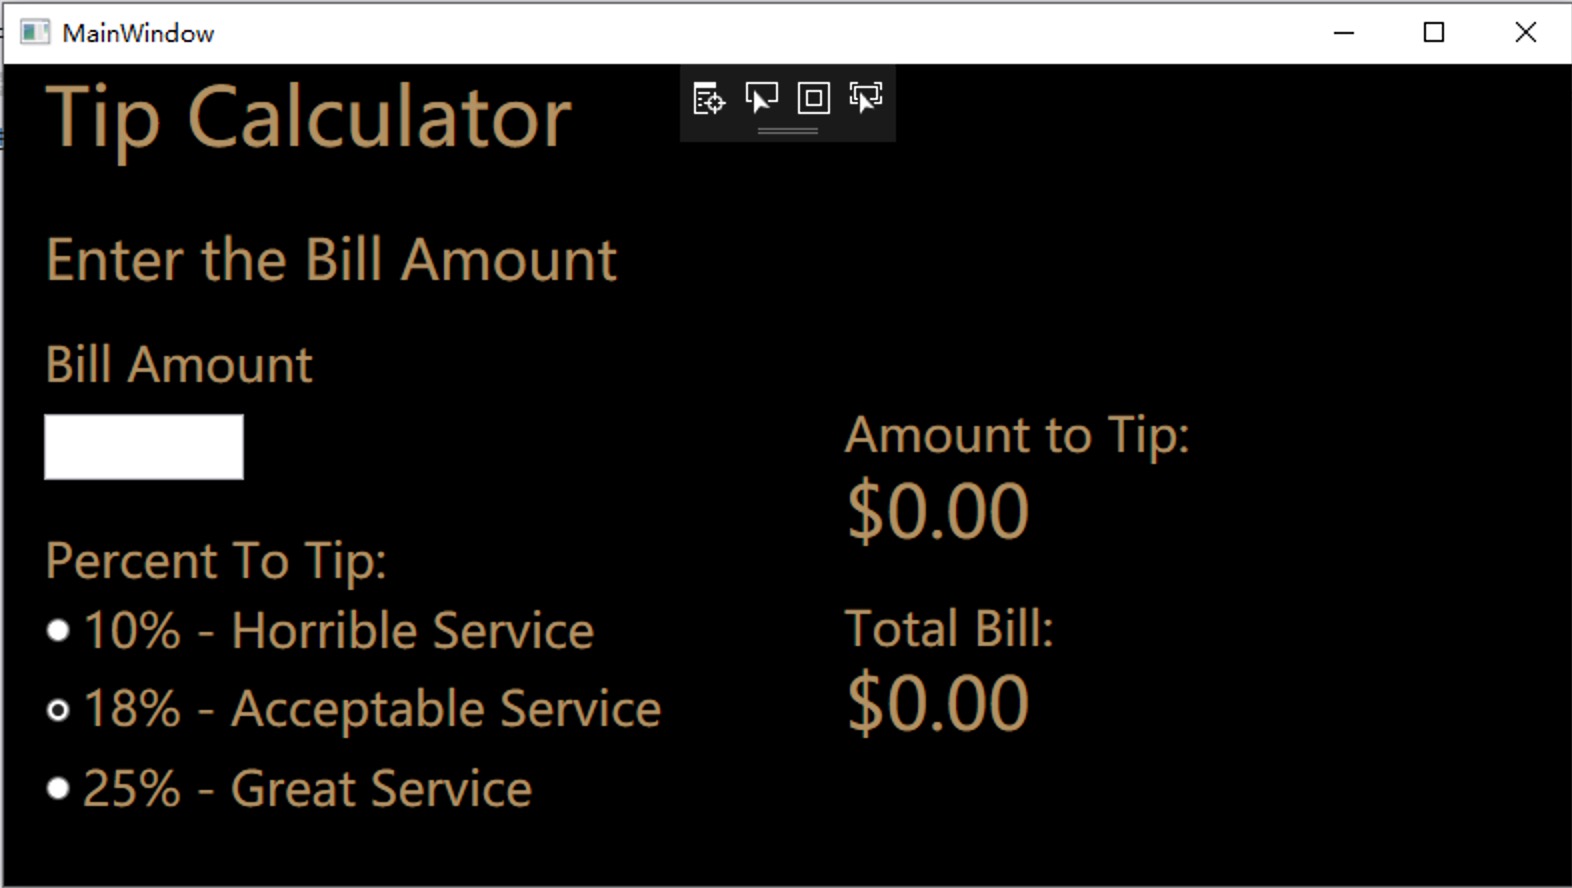 MainWindow
Tip Calculator
Enter the Bill Amount
Bill Amount
Percent To Tip:
10% - Horrible Service
18% - Acceptable Service
25% - Great Service
Amount to Tip:
$0.00
Total Bill:
$0.00